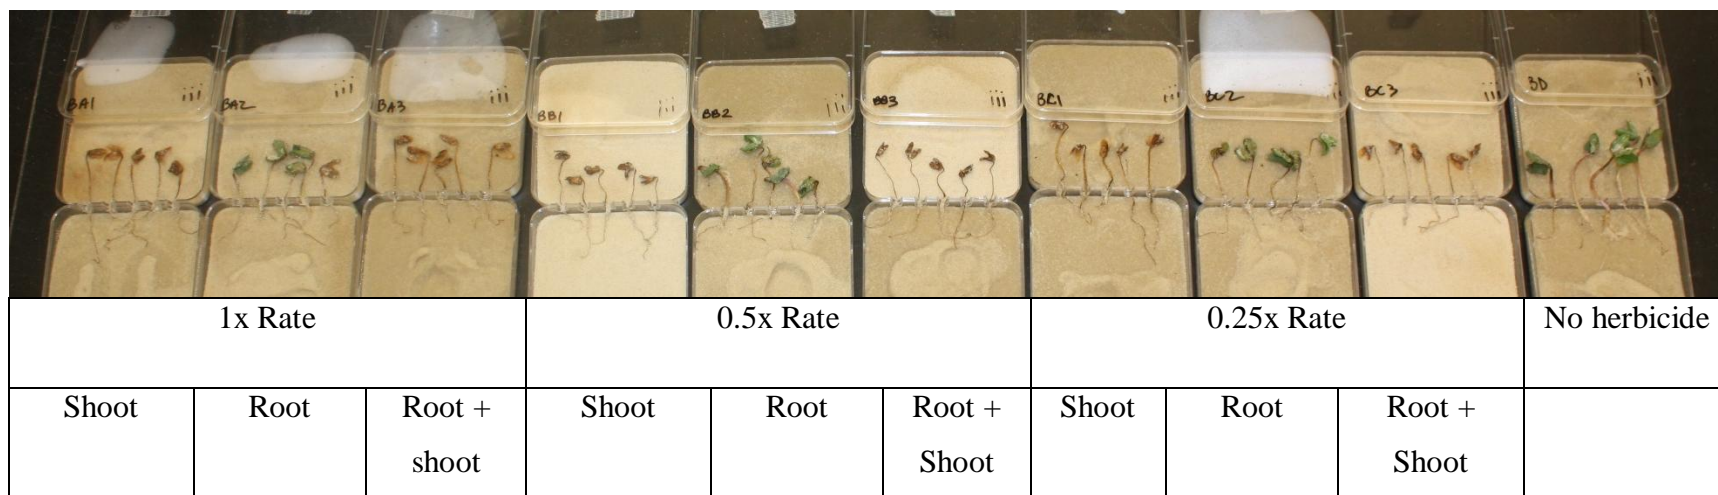 BA1 iii BA2 iii BA3 iii BB1 iii BB2 iii BB3 iii BC1 iii BC2 iii BC3 iii BD iii
1x Rate 0.5x Rate 0.25x Rate No herbicide
Shoot Root Root + Shoot Root Root + Shoot Root Root +
shoot Shoot Shoot